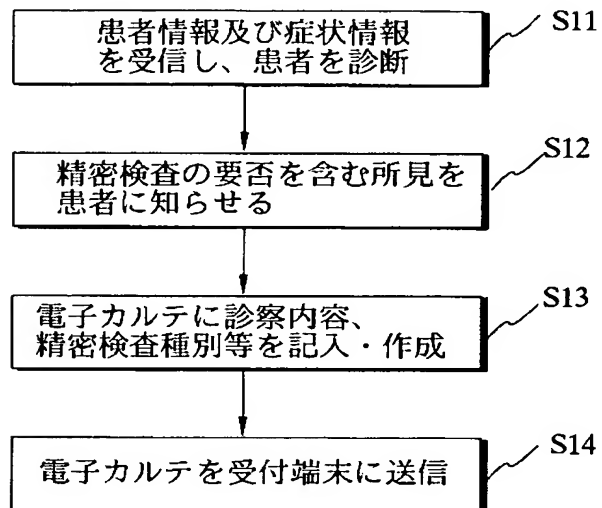 患者情報及び症状情報
を受信し、患者を診断
S11
精密検査の要否を含む所見を
患者に知らせる
S12
電子カルテに診察内容、
精密検査種別等を記入・作成
S13
電子カルテを受付端末に送信
S14